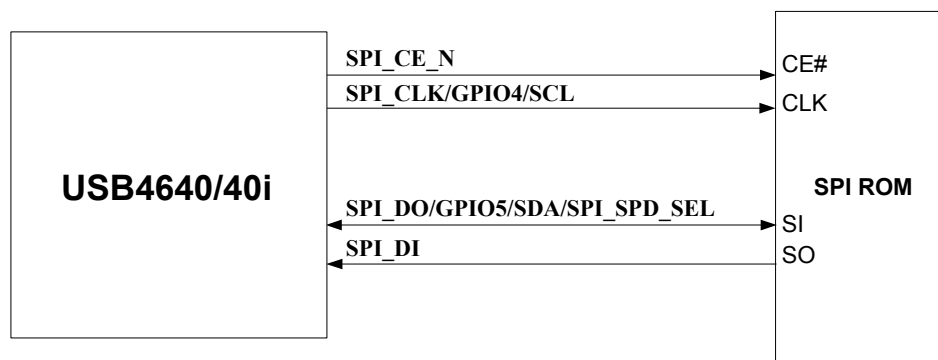 SPI_CE_N
CE#
SPI_CLK/GPIO4/SCL
CLK
USB4640/40i
SPI ROM
SPI_DO/GPIO5/SDA/SPI_SPD_SEL
SI
SPI_DI
SO